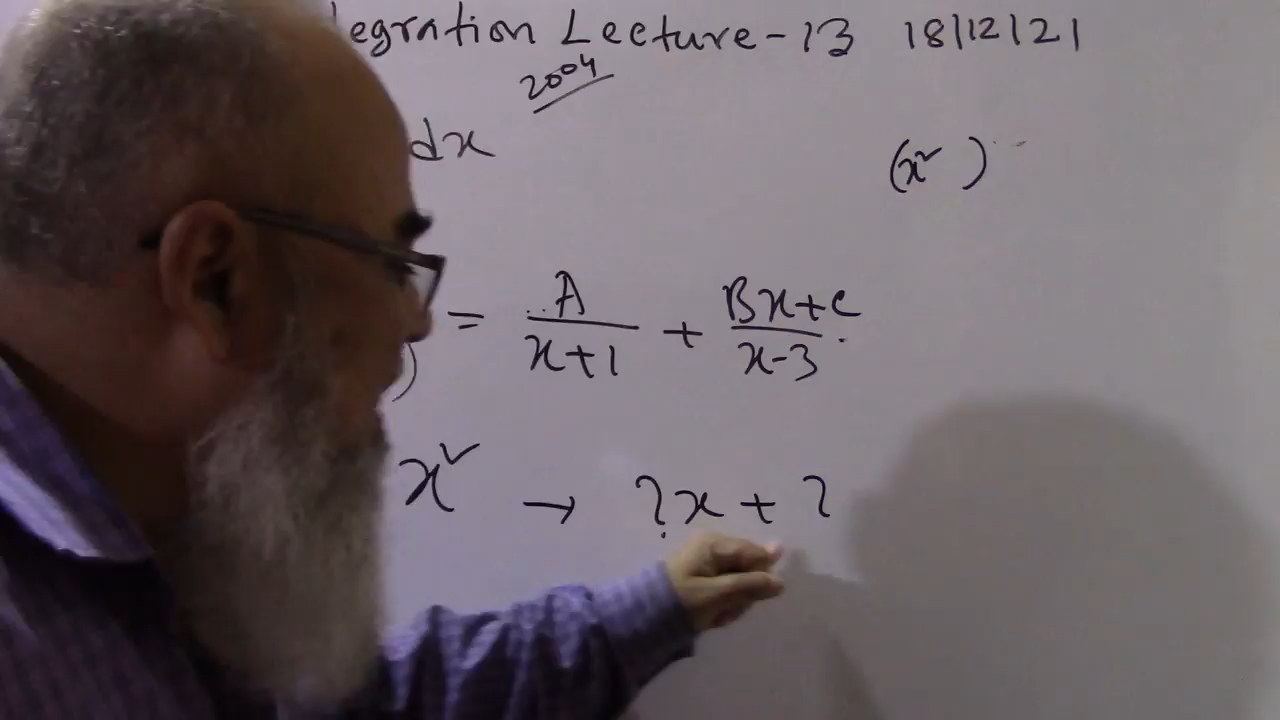 egration Lecture-13 18/12/21
2004
dx
(x² )
) = A/x+1 + Bx+c/x-3
x² → ?x + ?